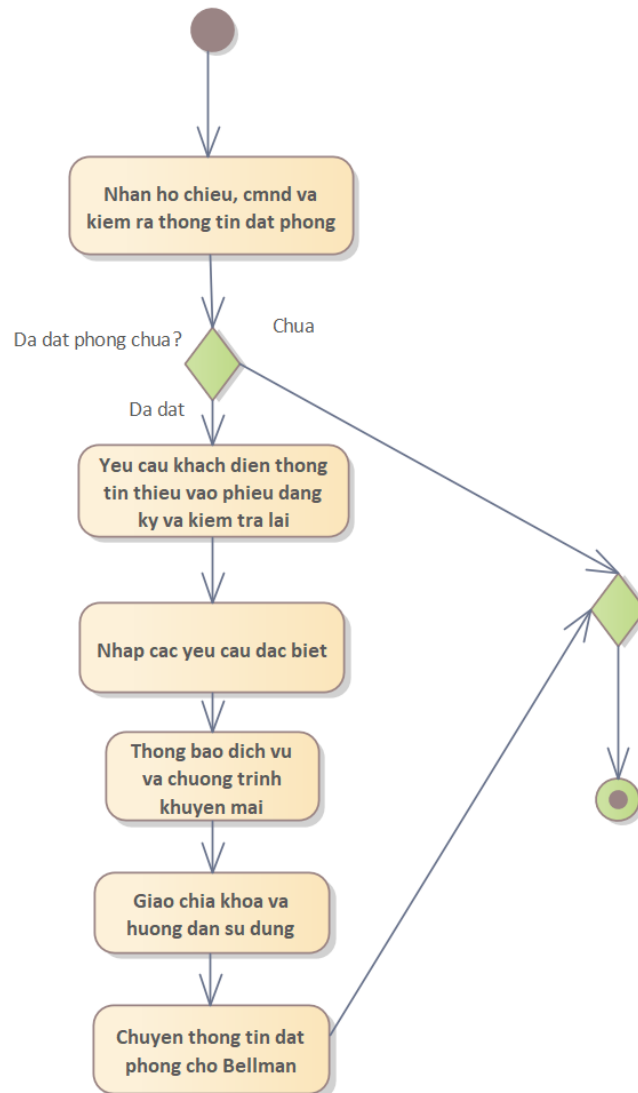 Nhan ho chieu, cmnd va
kiem ra thong tin dat phong
Chua
Da dat phong chua?
Da dat
Yeu cau khach dien thong
tin thieu vao phieu dang
ky va kiem tra lai
Nhap cac yeu cau dac biet
Thong bao dich vu
va chuong trinh
khuyen mai
Giao chia khoa va
huong dan su dung
Chuyen thong tin dat
phong cho Bellman